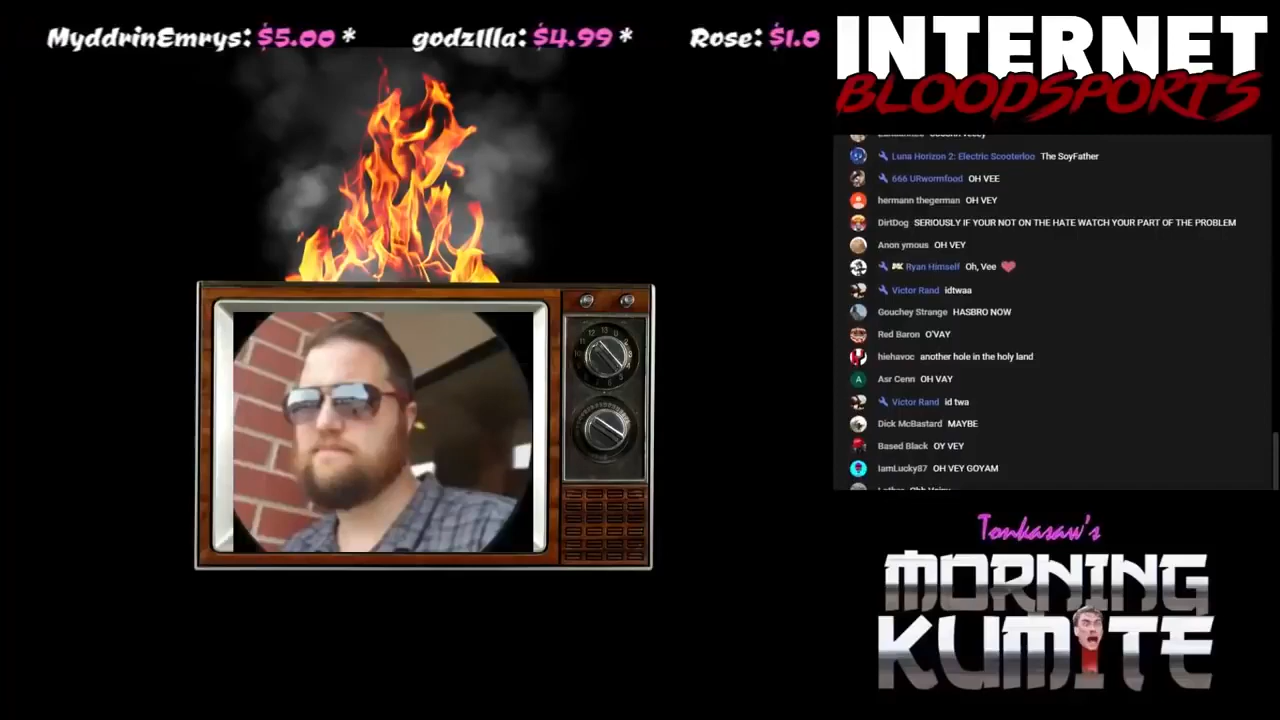 MyddrinEmrys: $5.00 * godz1lla: $4.99 * Rose: $1.0
INTERNET
BLOODSPORTS
Luna Horizon 2: Electric Scooterloo The SoyFather
666 URwormfood OH VEE
hermann thegerman OH VEY
DirtDog SERIOUSLY IF YOUR NOT ON THE HATE WATCH YOUR PART OF THE PROBLEM
Anon ymous OH VEY
Ryan Himself Oh, Vee
Victor Rand idtwaa
Gouchey Strange HASBRO NOW
Red Baron O'VAY
hiehavoc another hole in the holy land
A Asr Cenn OH VAY
Victor Rand id twa
Dick McBastard MAYBE
Based Black OY VEY
IamLucky87 OH VEY GOYAM
Tonkasaw's
MORNING
KUMITE